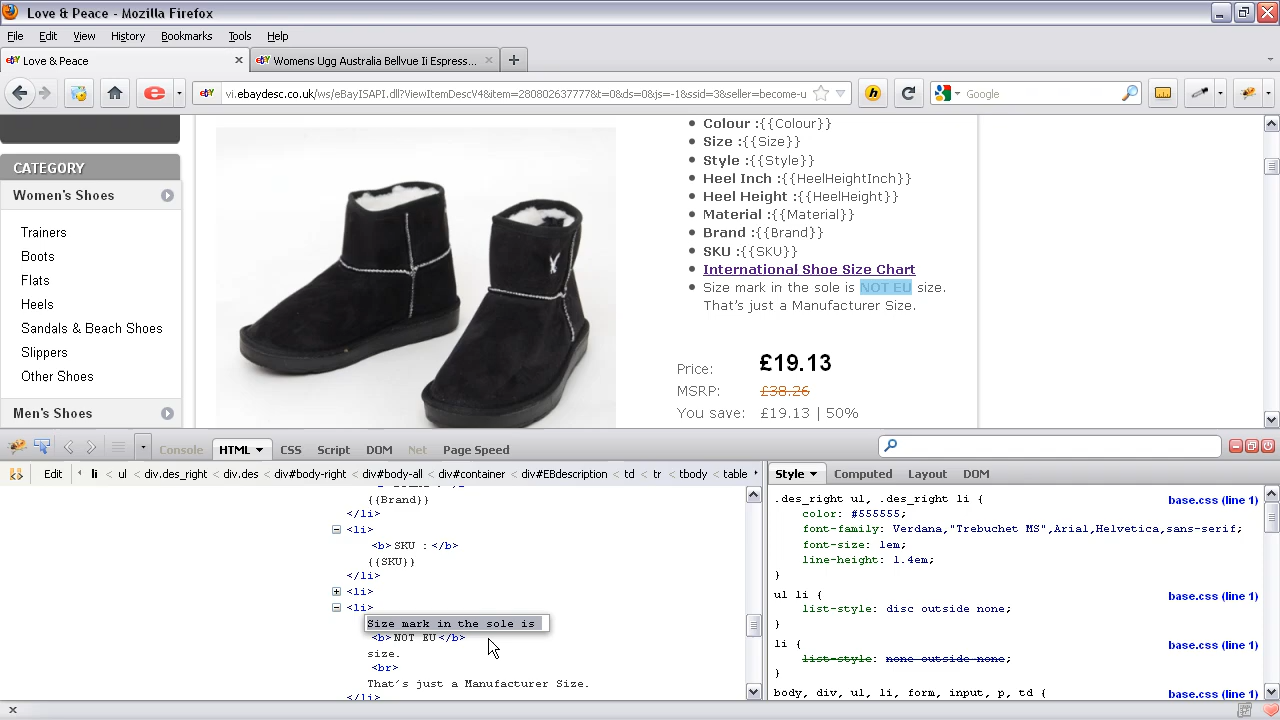 Love & Peace - Mozilla Firefox
File Edit View History Bookmarks Tools Help
Love & Peace
Womens Ugg Australia Bellvue Ii Espress...
vi.ebaydesc.co.uk/ws/eBayISAPI.dll?ViewItemDescV4&item=280802637777&t=0&ds=0&js=-1&ssid=3&seller=become-u
Google
CATEGORY
Women's Shoes
Trainers
Boots
Flats
Heels
Sandals & Beach Shoes
Slippers
Other Shoes
Men's Shoes
Colour :{{Colour}}
Size :{{Size}}
Style :{{Style}}
Heel Inch :{{HeelHeightInch}}
Heel Height :{{HeelHeight}}
Material :{{Material}}
Brand :{{Brand}}
SKU :{{SKU}}
International Shoe Size Chart
Size mark in the sole is NOT EU size.
That's just a Manufacturer Size.
Price: £19.13
MSRP: £38.26
You save: £19.13 | 50%
Console HTML CSS Script DOM Net Page Speed
Edit li < ul < div.des_right < div.des < div#body-right < div#body-all < div#container < div#EBdescription < td < tr < tbody < table
{{Brand}}
</li>
<li>
<b>SKU :</b>
{{SKU}}
</li>
<li>
<li>
Size mark in the sole is
<b>NOT EU</b>
size.
<br>
That's just a Manufacturer Size.
</li>
Style Computed Layout DOM
.des_right ul, .des_right li { base.css (line 1)
color: #555555;
font-family: Verdana,"Trebuchet MS",Arial,Helvetica,sans-serif;
font-size: 1em;
line-height: 1.4em;
}
ul li { base.css (line 1)
list-style: disc outside none;
}
li { base.css (line 1)
list-style: none outside none;
}
body, div, ul, li, form, input, p, td { base.css (line 1)